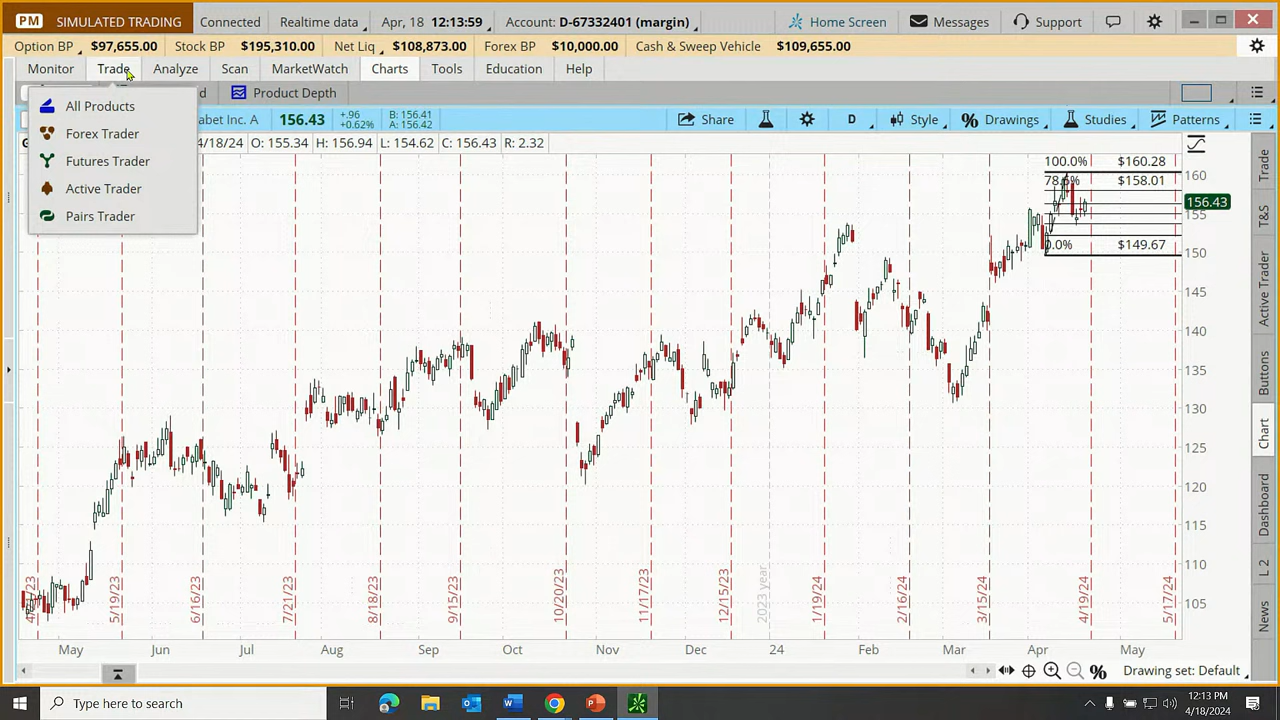 PM SIMULATED TRADING Connected Realtime data Apr, 18 12:13:59 Account: D-67332401 (margin) Home Screen Messages Support
Option BP $97,655.00 Stock BP $195,310.00 Net Liq $108,873.00 Forex BP $10,000.00 Cash & Sweep Vehicle $109,655.00
Monitor Trade Analyze Scan MarketWatch Charts Tools Education Help
d Product Depth
All Products
Forex Trader
Futures Trader
Active Trader
Pairs Trader
abet Inc. A 156.43 +.96 B: 156.41
+0.62% A: 156.42
Share D Style % Drawings Studies Patterns
4/18/24 O: 155.34 H: 156.94 L: 154.62 C: 156.43 R: 2.32
100.0% $160.28
78.6% $158.01
0.0% $149.67
160
156.43
155
150
145
140
135
130
125
120
115
110
105
4/19/23
5/19/23
6/16/23
7/21/23
8/18/23
9/15/23
10/20/23
11/17/23
12/15/23
2023 year
1/19/24
2/16/24
3/15/24
4/19/24
5/17/24
May Jun Jul Aug Sep Oct Nov Dec 24 Feb Mar Apr May
Trade
T&S
Active Trader
Buttons
Chart
Dashboard
L 2
News
% Drawing set: Default
Type here to search
12:13 PM
4/18/2024